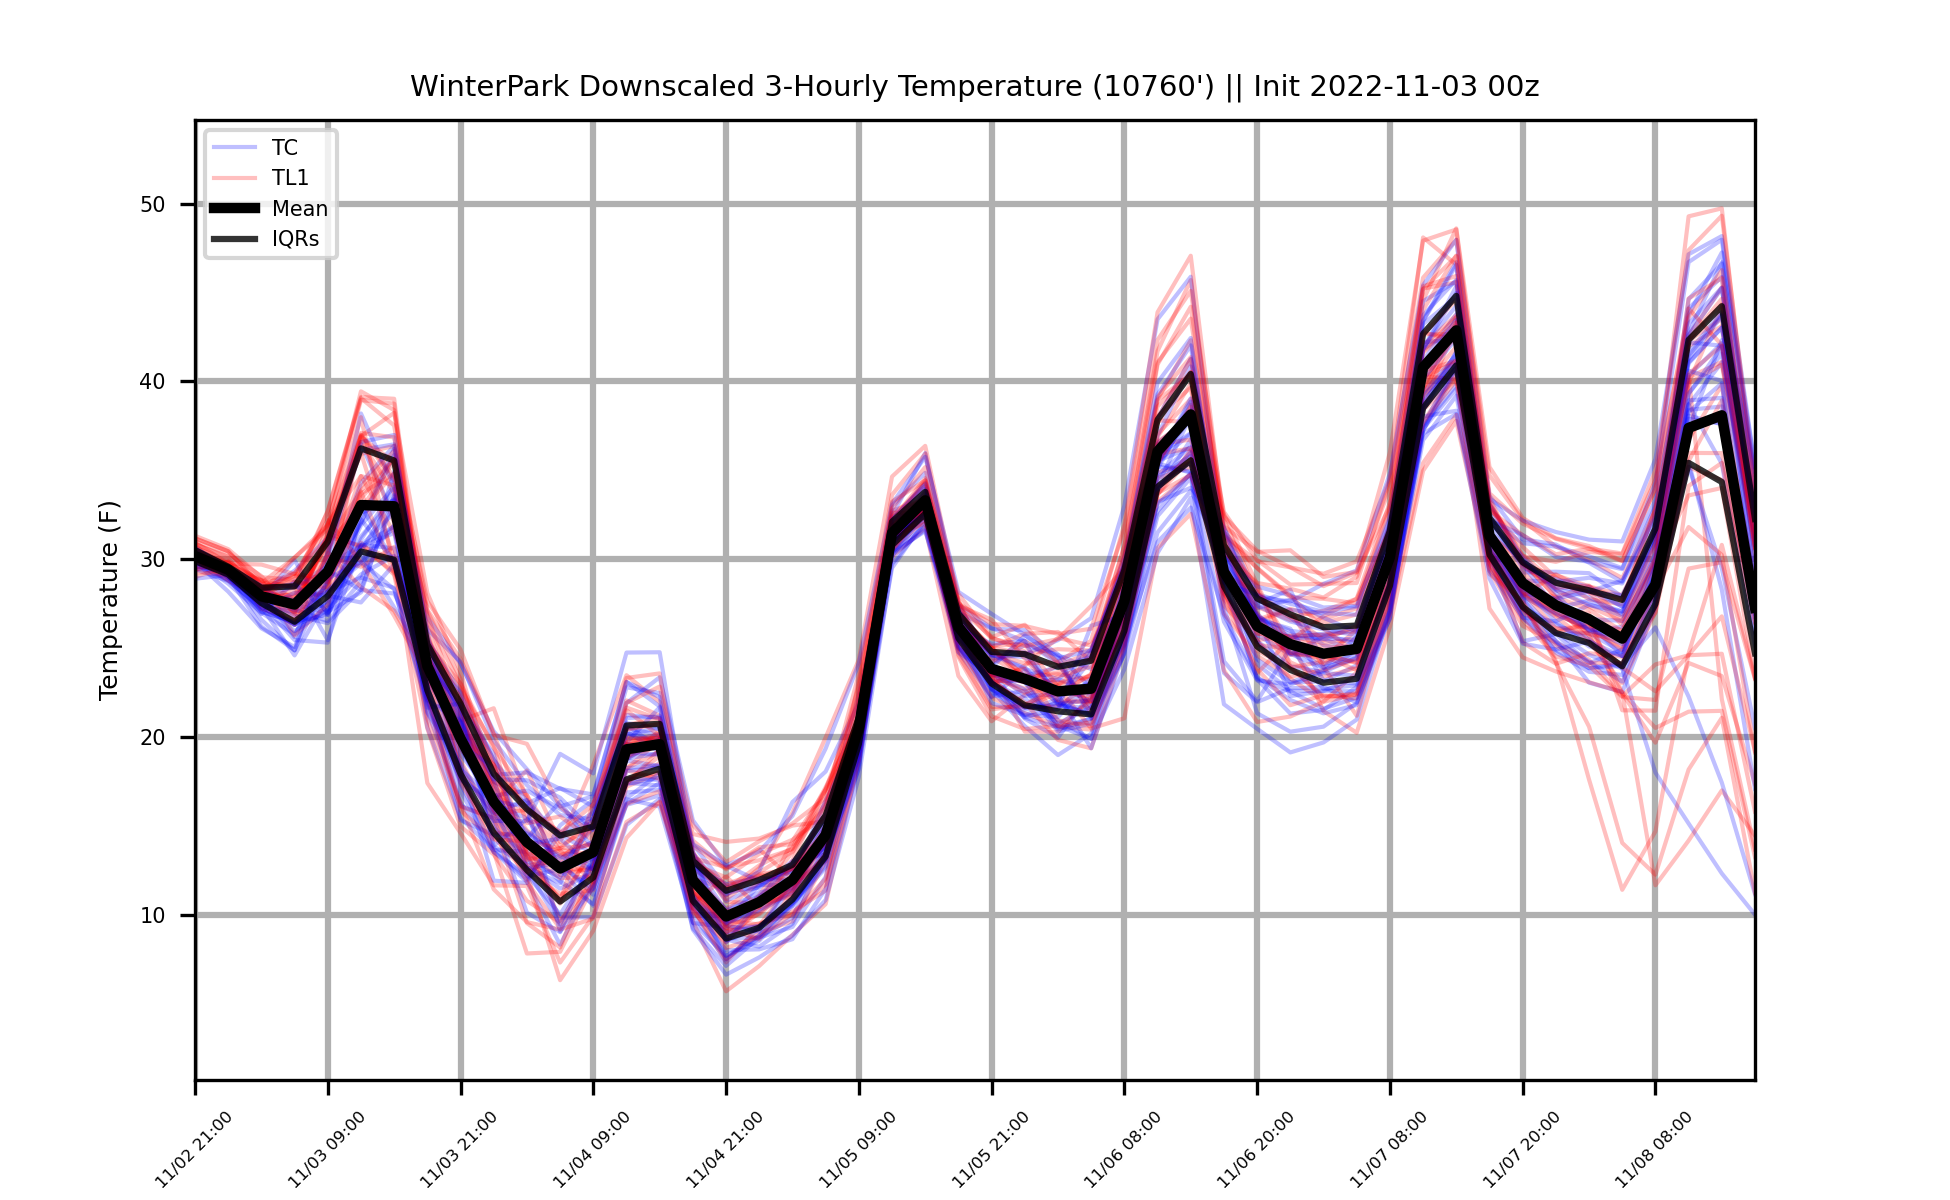 WinterPark Downscaled 3-Hourly Temperature (10760') || Init 2022-11-03 00z
TC
TL1
Mean
IQRs
Temperature (F)
50
40
30
20
10
11/02 21:00
11/03 09:00
11/03 21:00
11/04 09:00
11/04 21:00
11/05 09:00
11/05 21:00
11/06 08:00
11/06 20:00
11/07 08:00
11/07 20:00
11/08 08:00